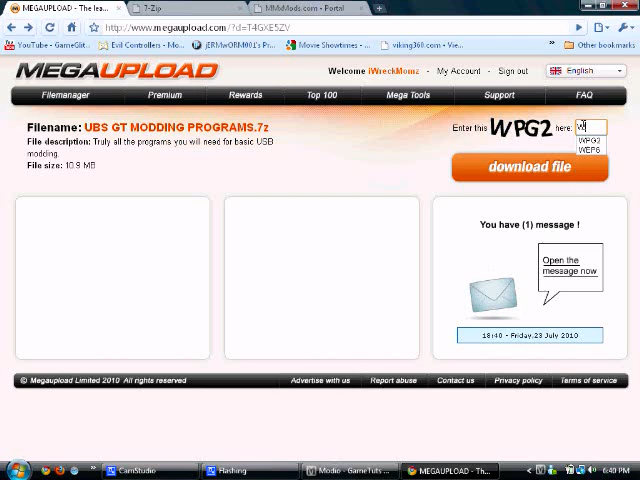 MEGAUPLOAD - The lea...
7-Zip
MMxMods.com - Portal
http://www.megaupload.com/?d=T4GXE5ZV
YouTube - GameGlit...
Evil Controllers – M...
jERMwORM001's Pr...
Movie Showtimes -...
viking360.com - Vie...
Other bookmarks
MEGAUPLOAD
Welcome iWreckMomz - My Account - Sign out
English
Filemanager Premium Rewards Top 100 Mega Tools Support FAQ
Filename: UBS GT MODDING PROGRAMS.7z
File description: Truly all the programs you will need for basic USB
modding.
File size: 10.9 MB
Enter this WPG2 here:
WPG2
WEP6
download file
You have (1) message !
Open the
message now
18:40 - Friday,23 July 2010
© Megaupload Limited 2010 All rights reserved
Advertise with us Report abuse Contact us Privacy policy Terms of service
CamStudio
Flashing
Modio - GameTuts ...
MEGAUPLOAD - Th...
6:40 PM